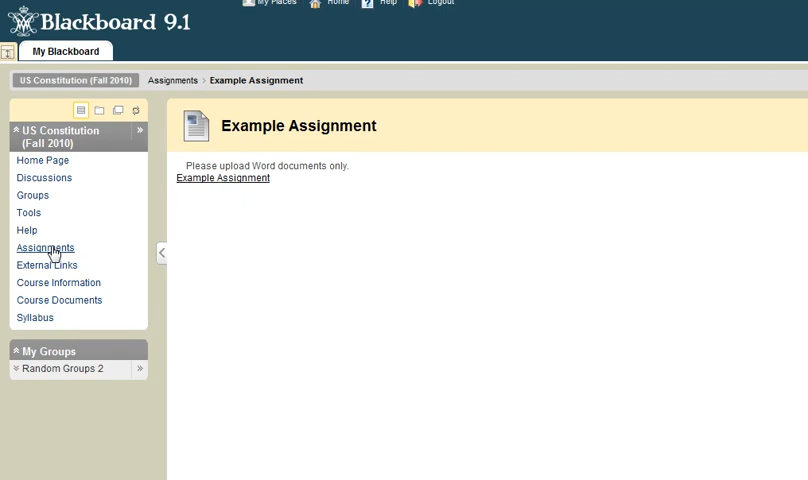 My Places Home Help Logout
Blackboard 9.1
My Blackboard
US Constitution (Fall 2010) Assignments > Example Assignment
US Constitution
(Fall 2010)
Home Page
Discussions
Groups
Tools
Help
Assignments
External Links
Course Information
Course Documents
Syllabus
My Groups
Random Groups 2
Example Assignment
Please upload Word documents only.
Example Assignment